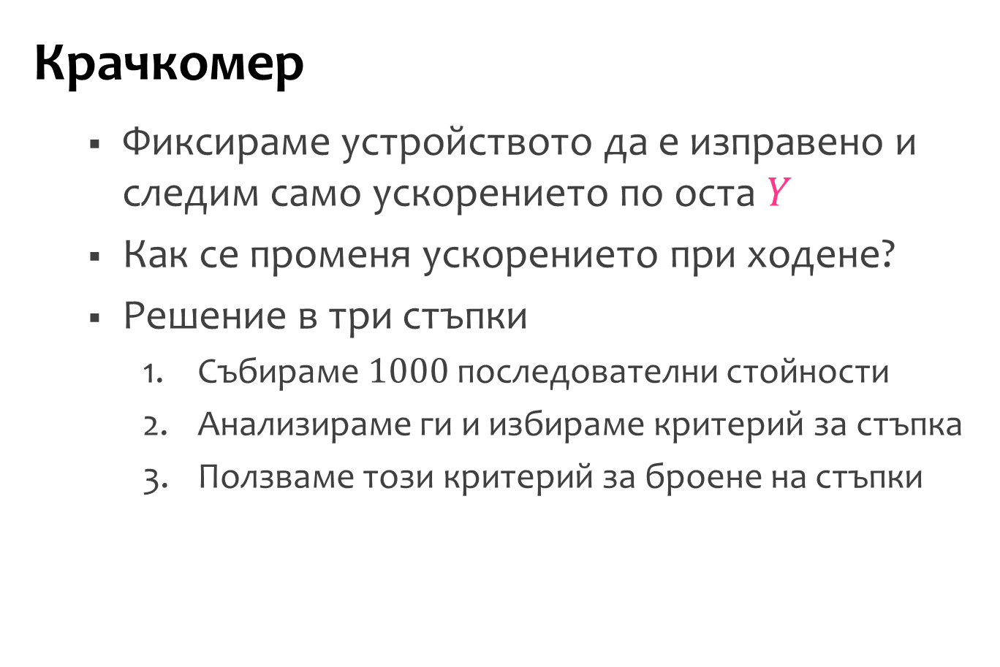 Крачкомер
▪ Фиксираме устройството да е изправено и
следим само ускорението по оста Y
▪ Как се променя ускорението при ходене?
▪ Решение в три стъпки
1. Събираме 1000 последователни стойности
2. Анализираме ги и избираме критерий за стъпка
3. Ползваме този критерий за броене на стъпки